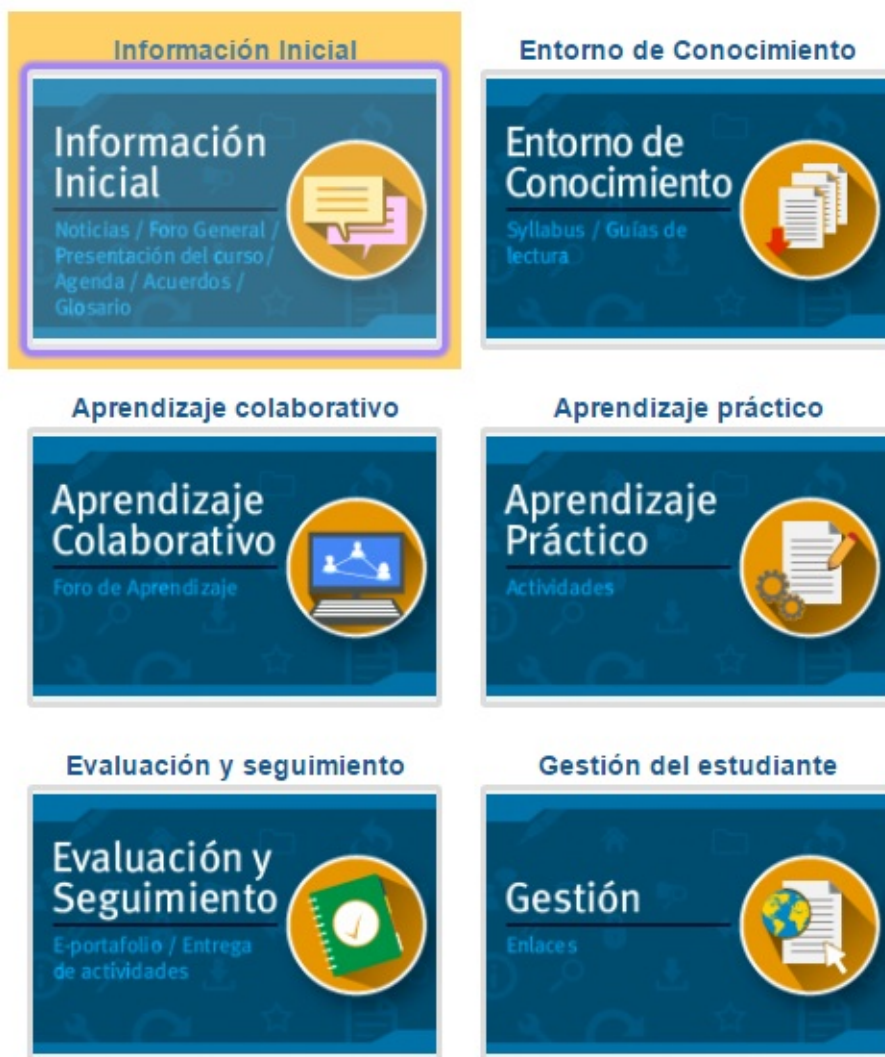 Información Inicial
Información
Inicial
Noticias / Foro General /
Presentación del curso/
Agenda / Acuerdos /
Glosario
Entorno de Conocimiento
Entorno de
Conocimiento
Syllabus / Guías de
lectura
Aprendizaje colaborativo
Aprendizaje
Colaborativo
Foro de Aprendizaje
Aprendizaje práctico
Aprendizaje
Práctico
Actividades
Evaluación y seguimiento
Evaluación y
Seguimiento
E-portafolio / Entrega
de actividades
Gestión del estudiante
Gestión
Enlaces